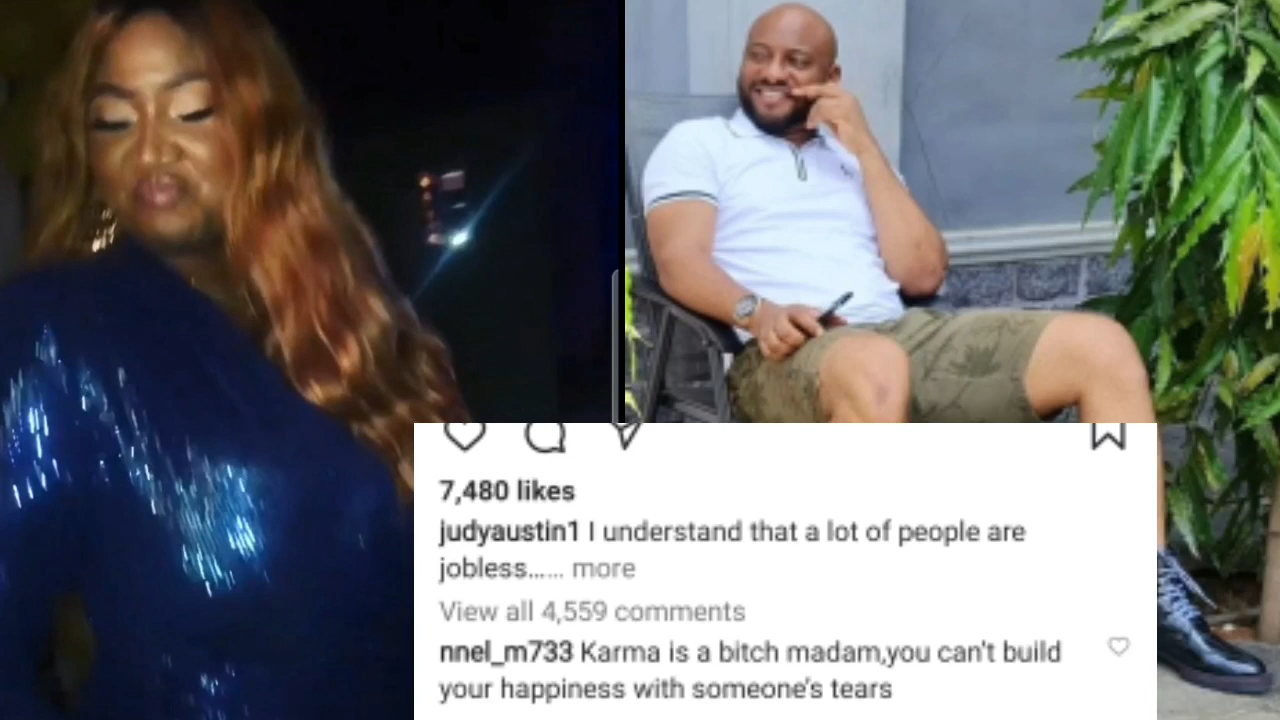 7,480 likes
judyaustin1 I understand that a lot of people are
jobless...... more
View all 4,559 comments
nnel_m733 Karma is a bitch madam,you can't build
your happiness with someone's tears